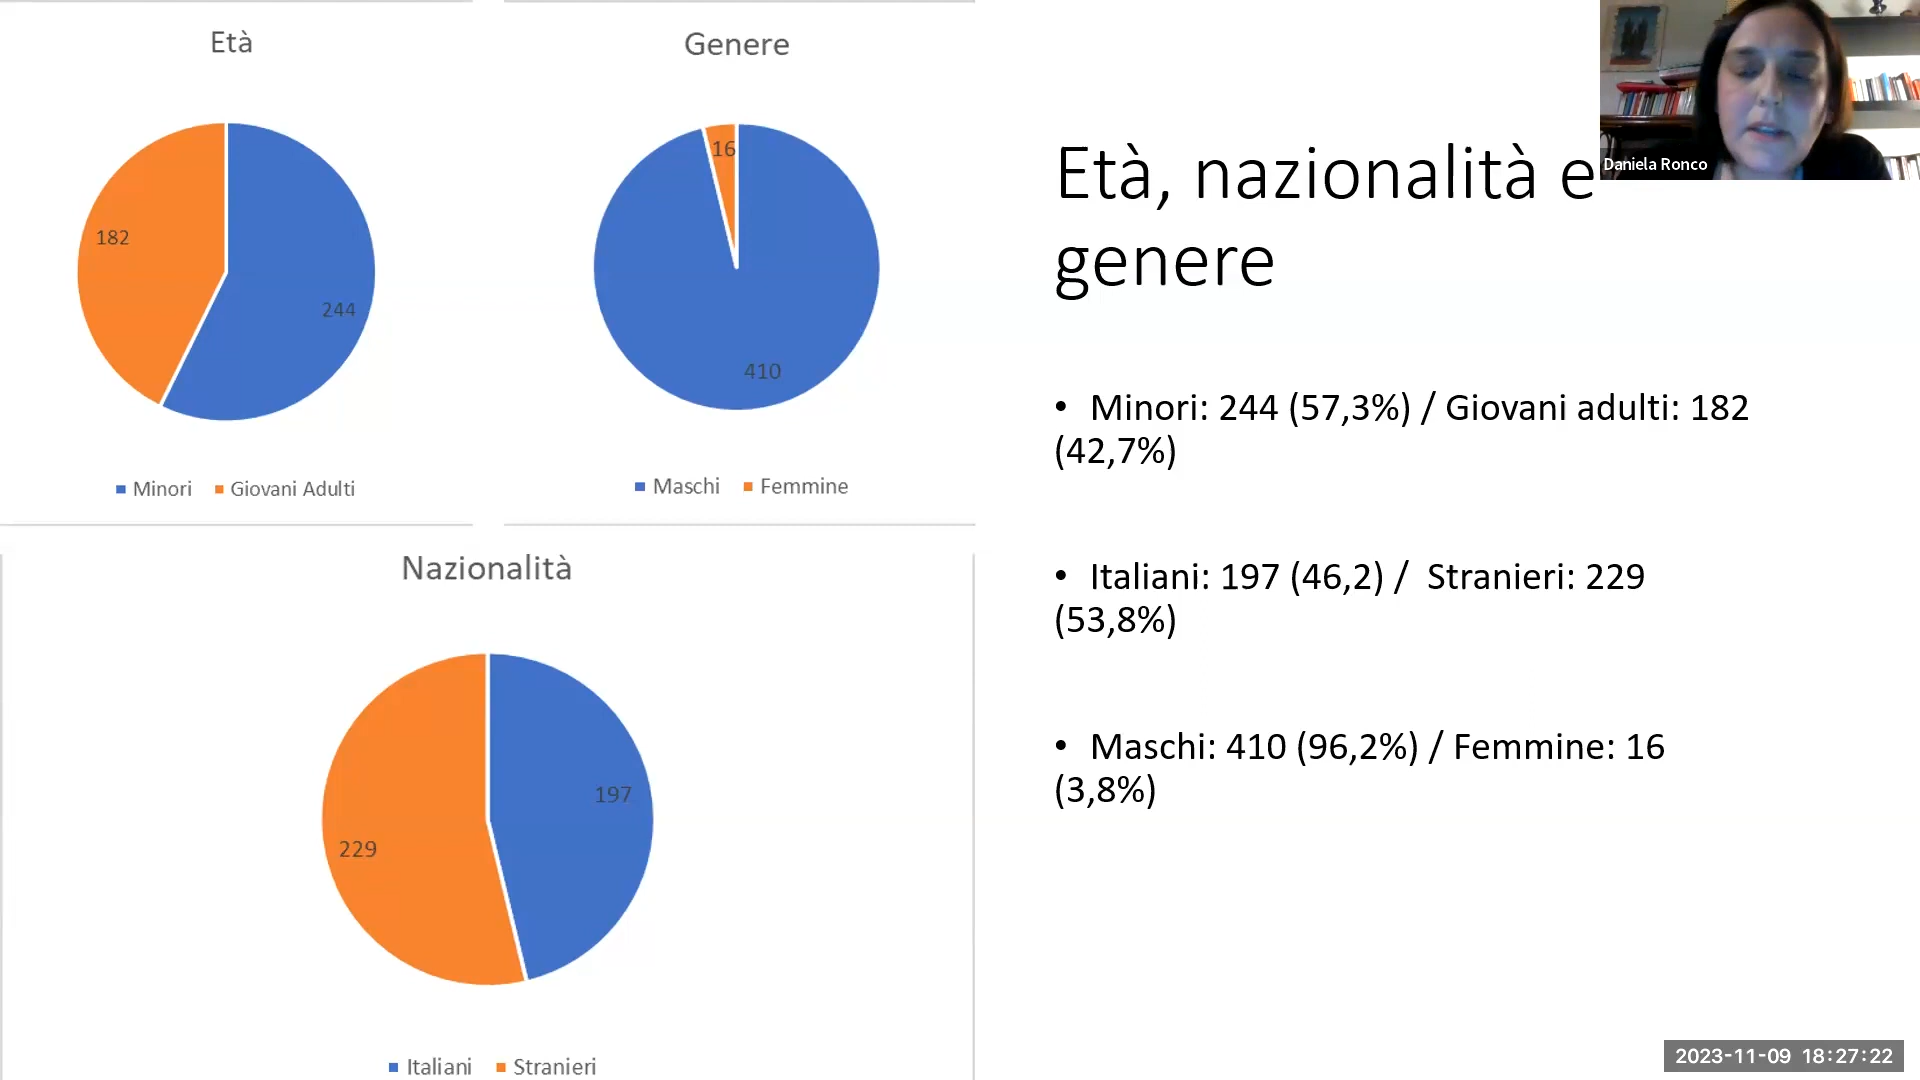 Età
182
244
Minori Giovani Adulti
Genere
16
410
Maschi Femmine
Nazionalità
197
229
Italiani Stranieri
Età, nazionalità e
genere
• Minori: 244 (57,3%) / Giovani adulti: 182
(42,7%)
• Italiani: 197 (46,2) / Stranieri: 229
(53,8%)
• Maschi: 410 (96,2%) / Femmine: 16
(3,8%)
Daniela Ronco
2023-11-09 18:27:22